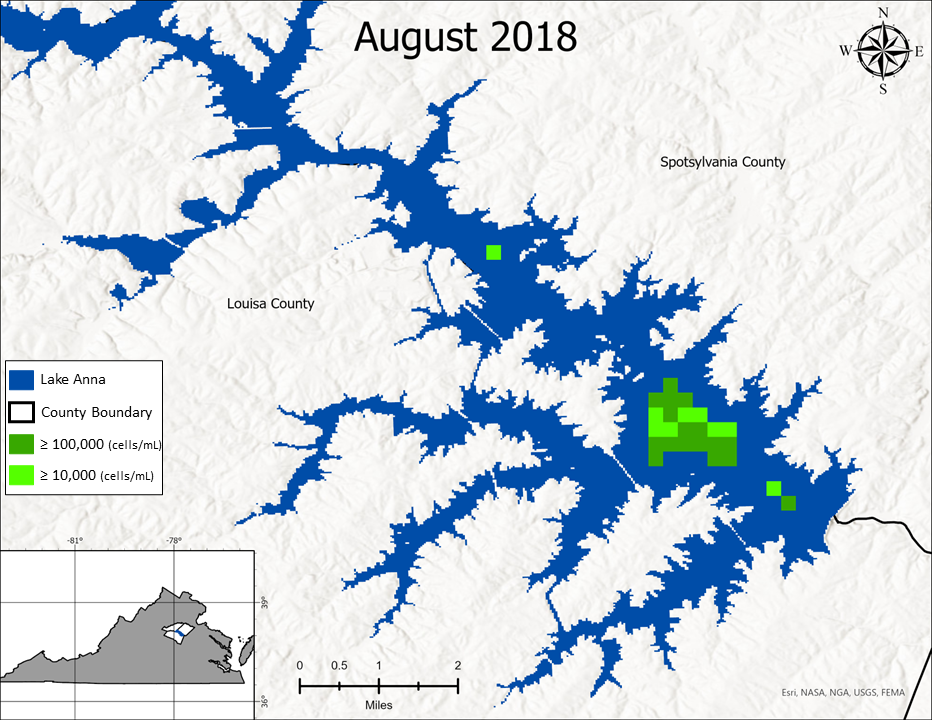 August 2018
N
W E
S
Spotsylvania County
Louisa County
Lake Anna
County Boundary
≥ 100,000 (cells/mL)
≥ 10,000 (cells/mL)
-81° -78°
39°
36°
0 0.5 1 2
Miles
Esri, NASA, NGA, USGS, FEMA